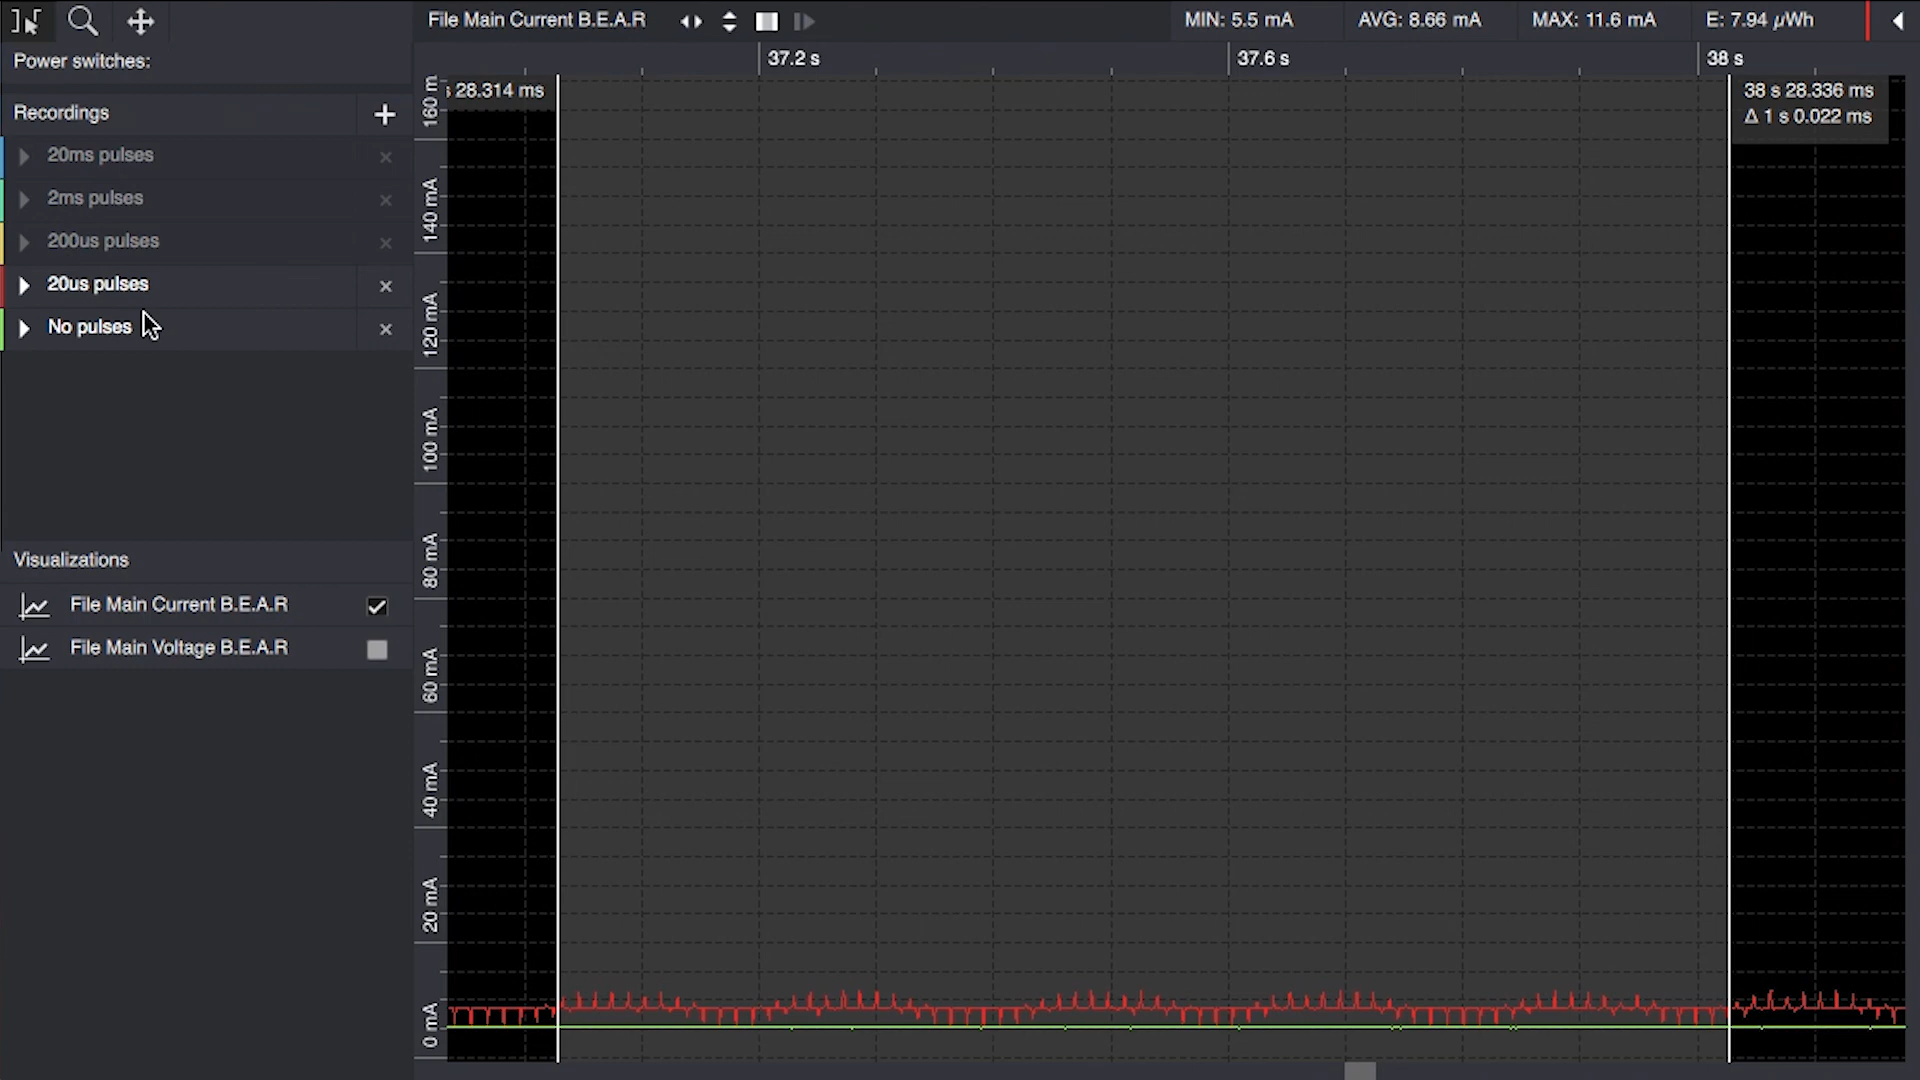 File Main Current B.E.A.R
MIN: 5.5 mA
AVG: 8.66 mA
MAX: 11.6 mA
E: 7.94 µWh
Power switches:
37.2 s
37.6 s
38 s
Recordings
s 28.314 ms
38 s 28.336 ms
Δ 1 s 0.022 ms
20ms pulses
2ms pulses
200us pulses
20us pulses
No pulses
160 m
140 mA
120 mA
100 mA
80 mA
60 mA
40 mA
20 mA
0 mA
Visualizations
File Main Current B.E.A.R
File Main Voltage B.E.A.R